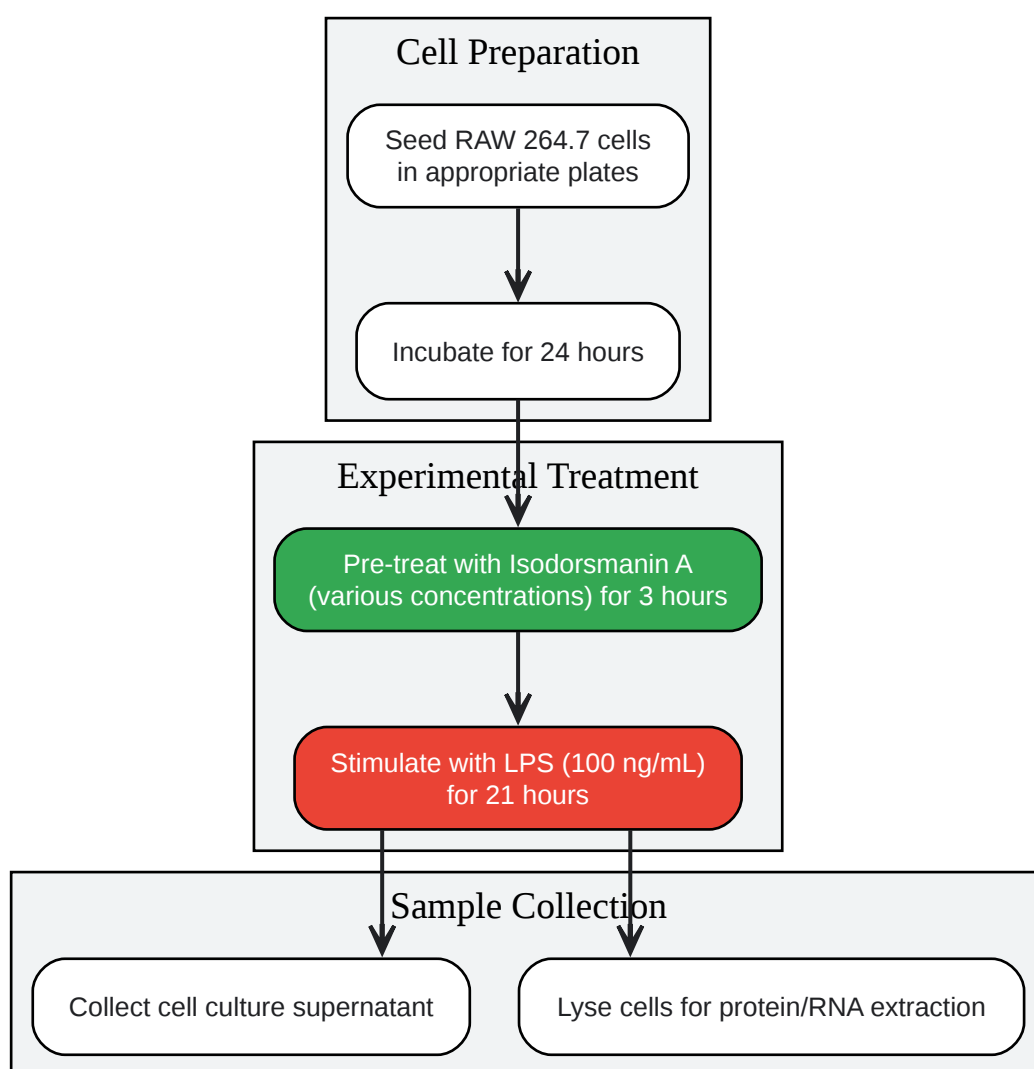 Cell Preparation
Seed RAW 264.7 cells
in appropriate plates
Incubate for 24 hours
Experimental Treatment
Pre-treat with Isodorsmanin A
(various concentrations) for 3 hours
Stimulate with LPS (100 ng/mL)
for 21 hours
Sample Collection
Collect cell culture supernatant
Lyse cells for protein/RNA extraction